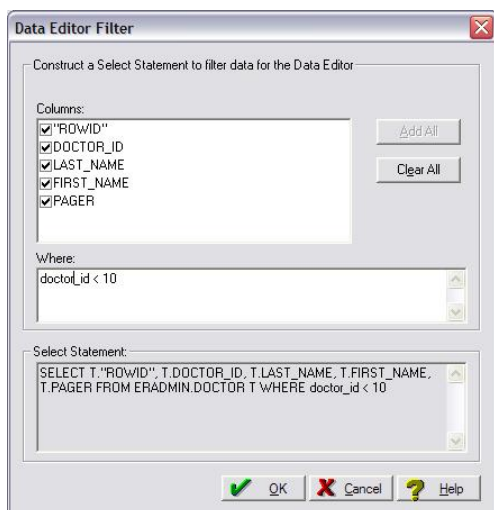 Data Editor Filter
Construct a Select Statement to filter data for the Data Editor
Columns:
"ROWID"
DOCTOR_ID
LAST_NAME
FIRST_NAME
PAGER
Add All
Clear All
Where:
doctor_id < 10
Select Statement:
SELECT T."ROWID", T.DOCTOR_ID, T.LAST_NAME, T.FIRST_NAME,
T.PAGER FROM ERADMIN.DOCTOR T WHERE doctor_id < 10
OK
Cancel
Help